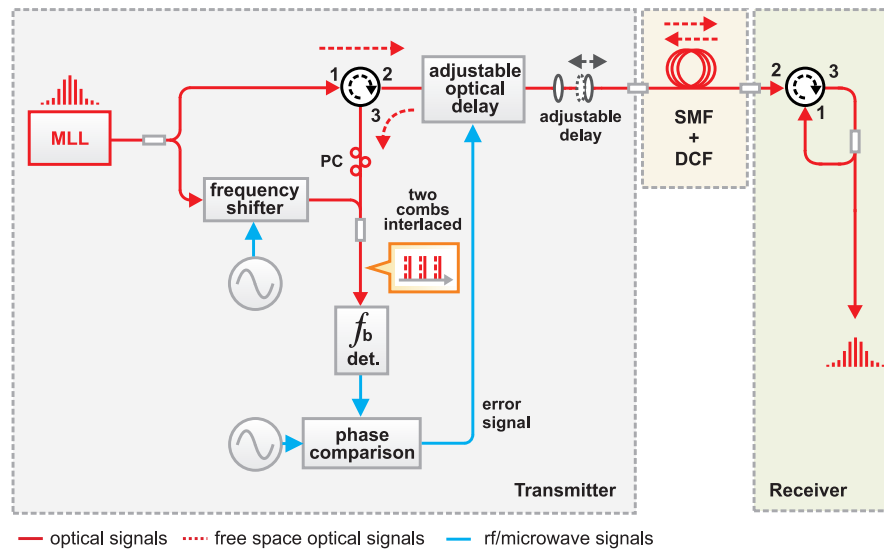 MLL
1
2
3
adjustable
optical
delay
adjustable
delay
SMF
+
DCF
2
3
1
PC
frequency
shifter
two
combs
interlaced
fb
det.
phase
comparison
error
signal
Transmitter
Receiver
optical signals
free space optical signals
rf/microwave signals